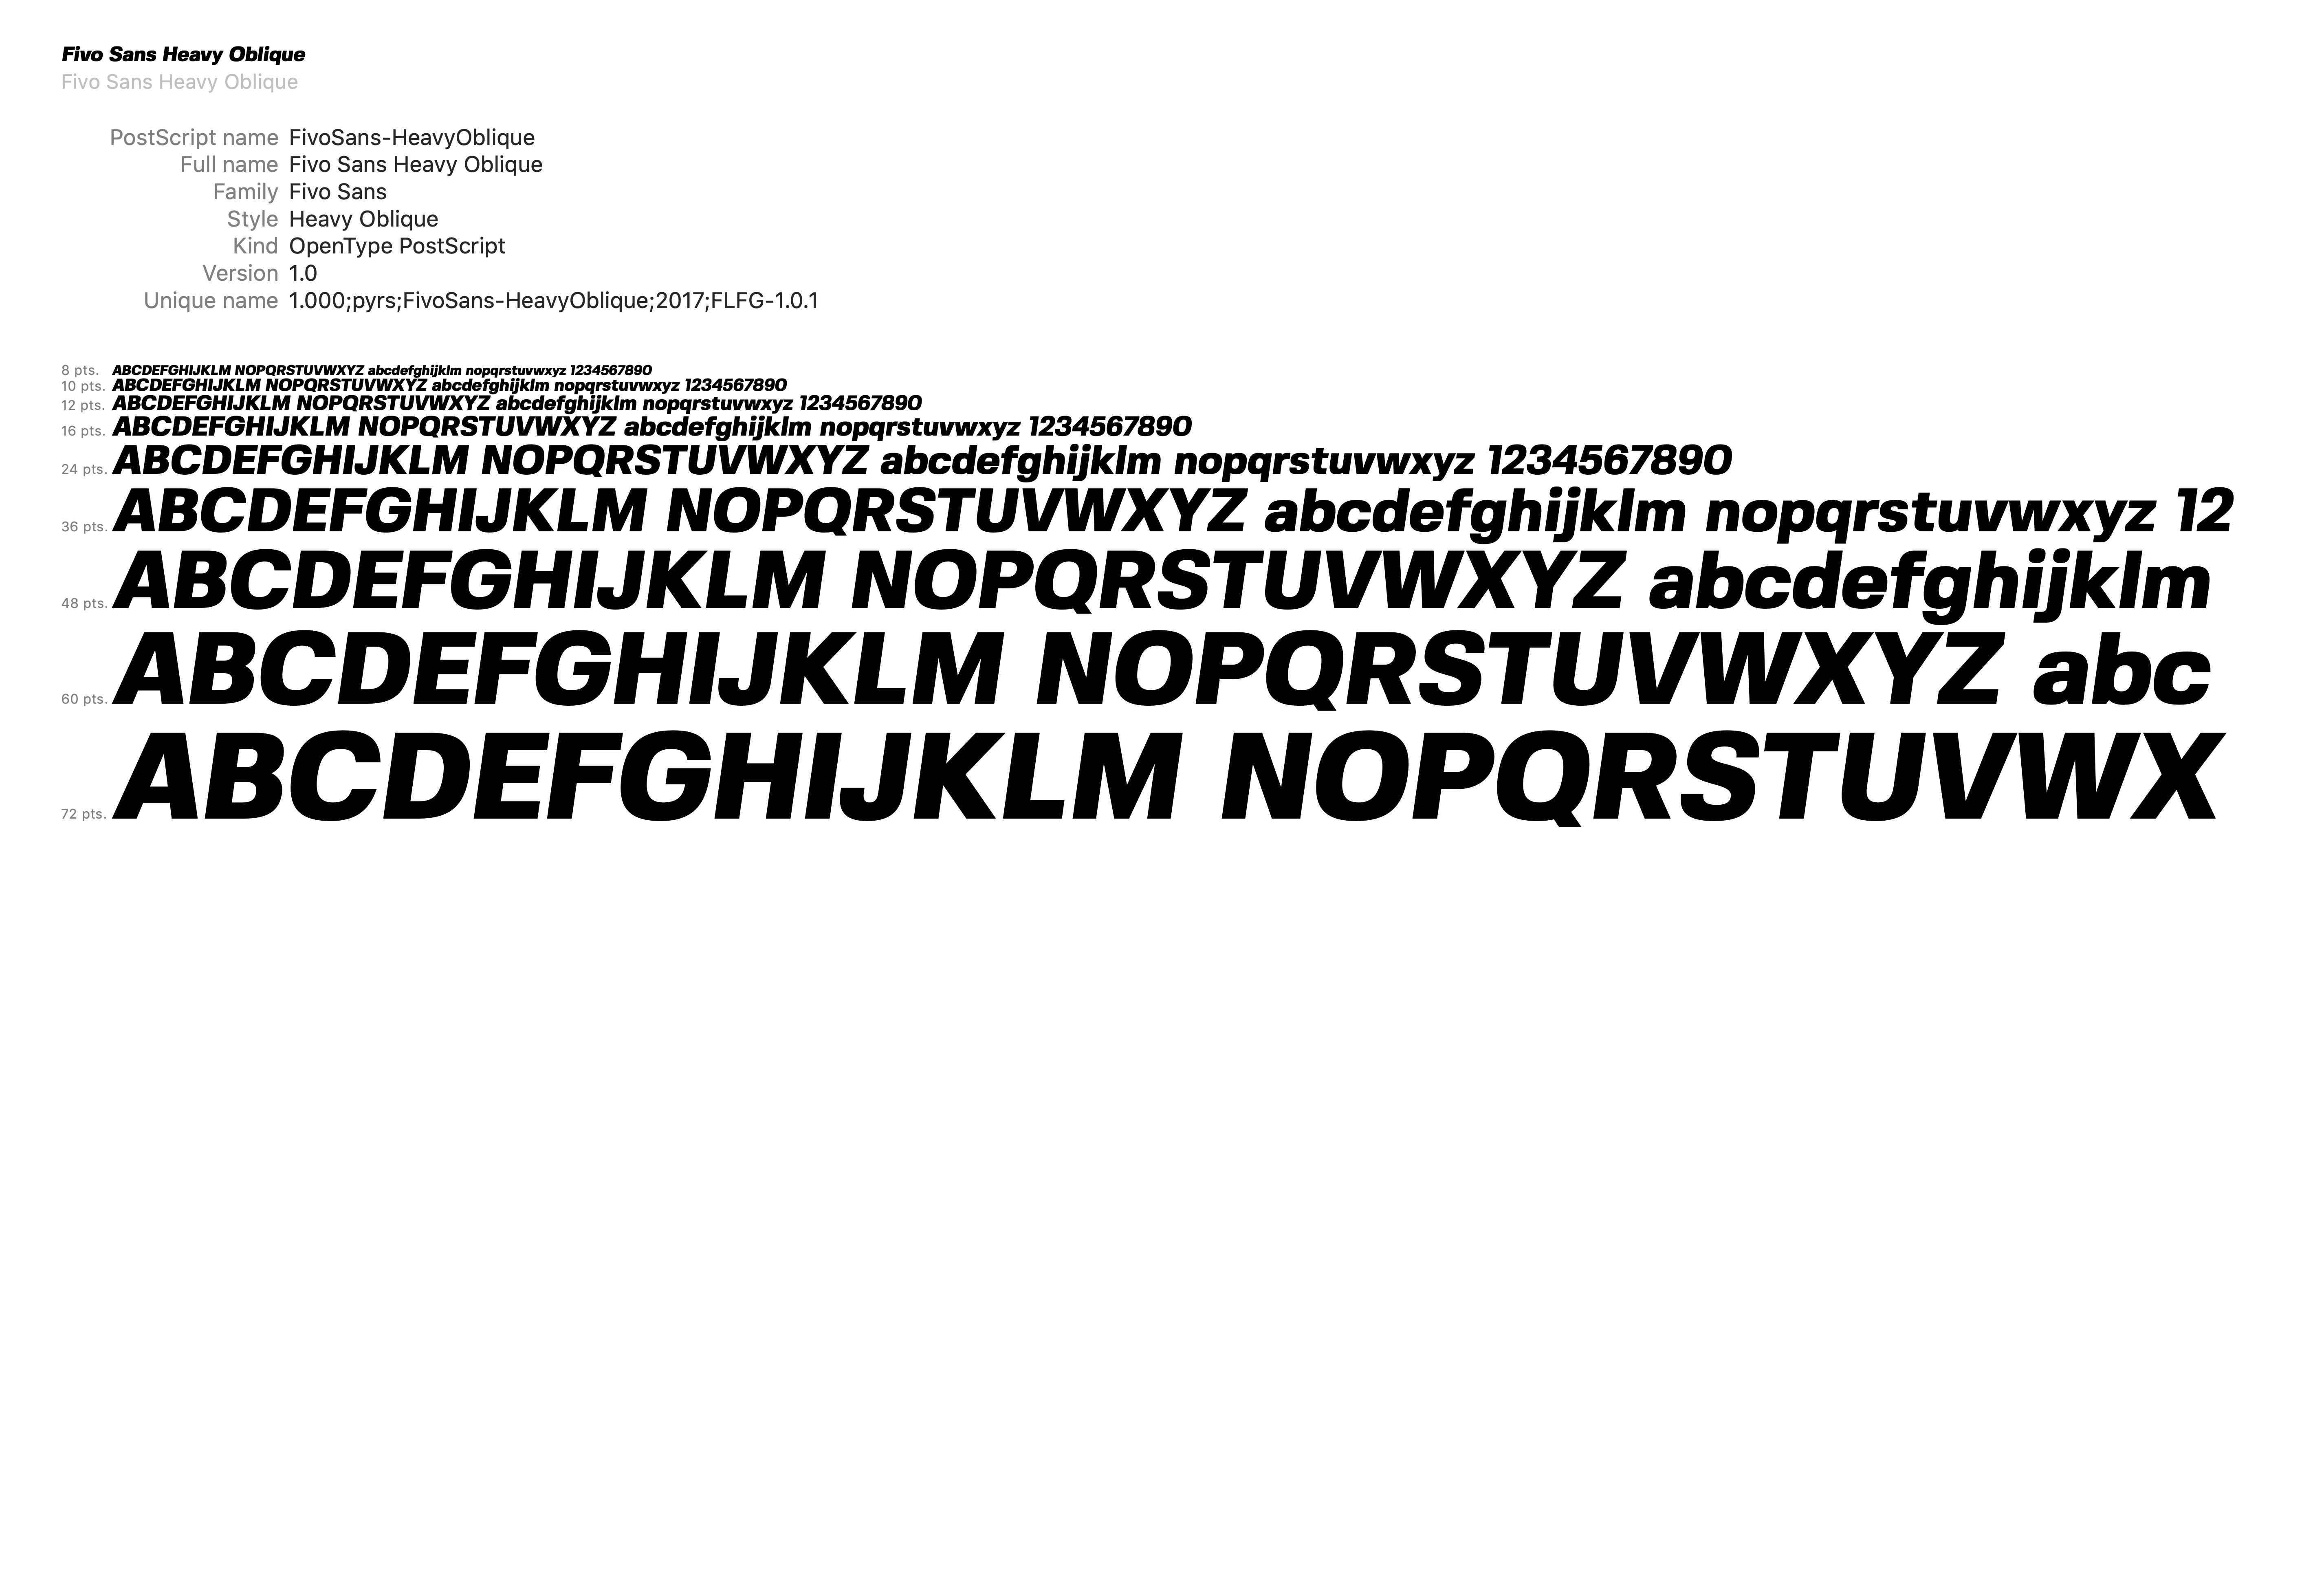 Fivo Sans Heavy Oblique
Fivo Sans Heavy Oblique
PostScript name FivoSans-HeavyOblique
Full name Fivo Sans Heavy Oblique
Family Fivo Sans
Style Heavy Oblique
Kind OpenType PostScript
Version 1.0
Unique name 1.000;pyrs;FivoSans-HeavyOblique;2017;FLFG-1.0.1
8 pts. ABCDEFGHIJKLM NOPQRSTUVWXYZ abcdefghijklm nopqrstuvwxyz 1234567890
10 pts. ABCDEFGHIJKLM NOPQRSTUVWXYZ abcdefghijklm nopqrstuvwxyz 1234567890
12 pts. ABCDEFGHIJKLM NOPQRSTUVWXYZ abcdefghijklm nopqrstuvwxyz 1234567890
16 pts. ABCDEFGHIJKLM NOPQRSTUVWXYZ abcdefghijklm nopqrstuvwxyz 1234567890
24 pts. ABCDEFGHIJKLM NOPQRSTUVWXYZ abcdefghijklm nopqrstuvwxyz 1234567890
36 pts. ABCDEFGHIJKLM NOPQRSTUVWXYZ abcdefghijklm nopqrstuvwxyz 12
48 pts. ABCDEFGHIJKLM NOPQRSTUVWXYZ abcdefghijklm
60 pts. ABCDEFGHIJKLM NOPQRSTUVWXYZ abc
72 pts. ABCDEFGHIJKLM NOPQRSTUVWX